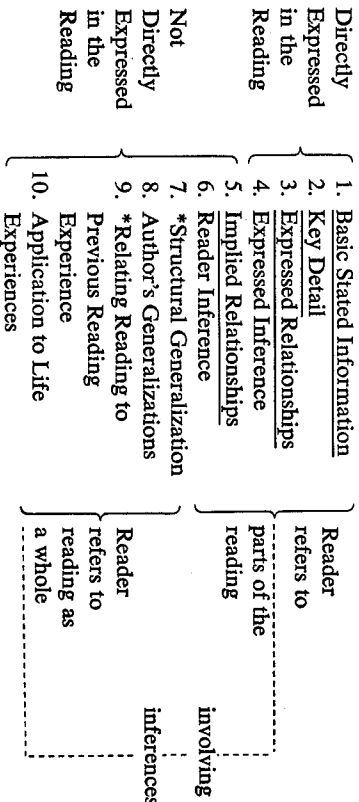 Directly
Expressed
in the
Reading
Not
Directly
Expressed
in the
Reading
1. Basic Stated Information
2. Key Detail
3. Expressed Relationships
4. Expressed Inference
5. Implied Relationships
6. Reader Inference
7. *Structural Generalization
8. Author's Generalizations
9. *Relating Reading to
Previous Reading
Experience
10. Application to Life
Experiences
Reader
refers to
parts of the
reading
Reader
refers to
reading as
a whole
involving
inferences